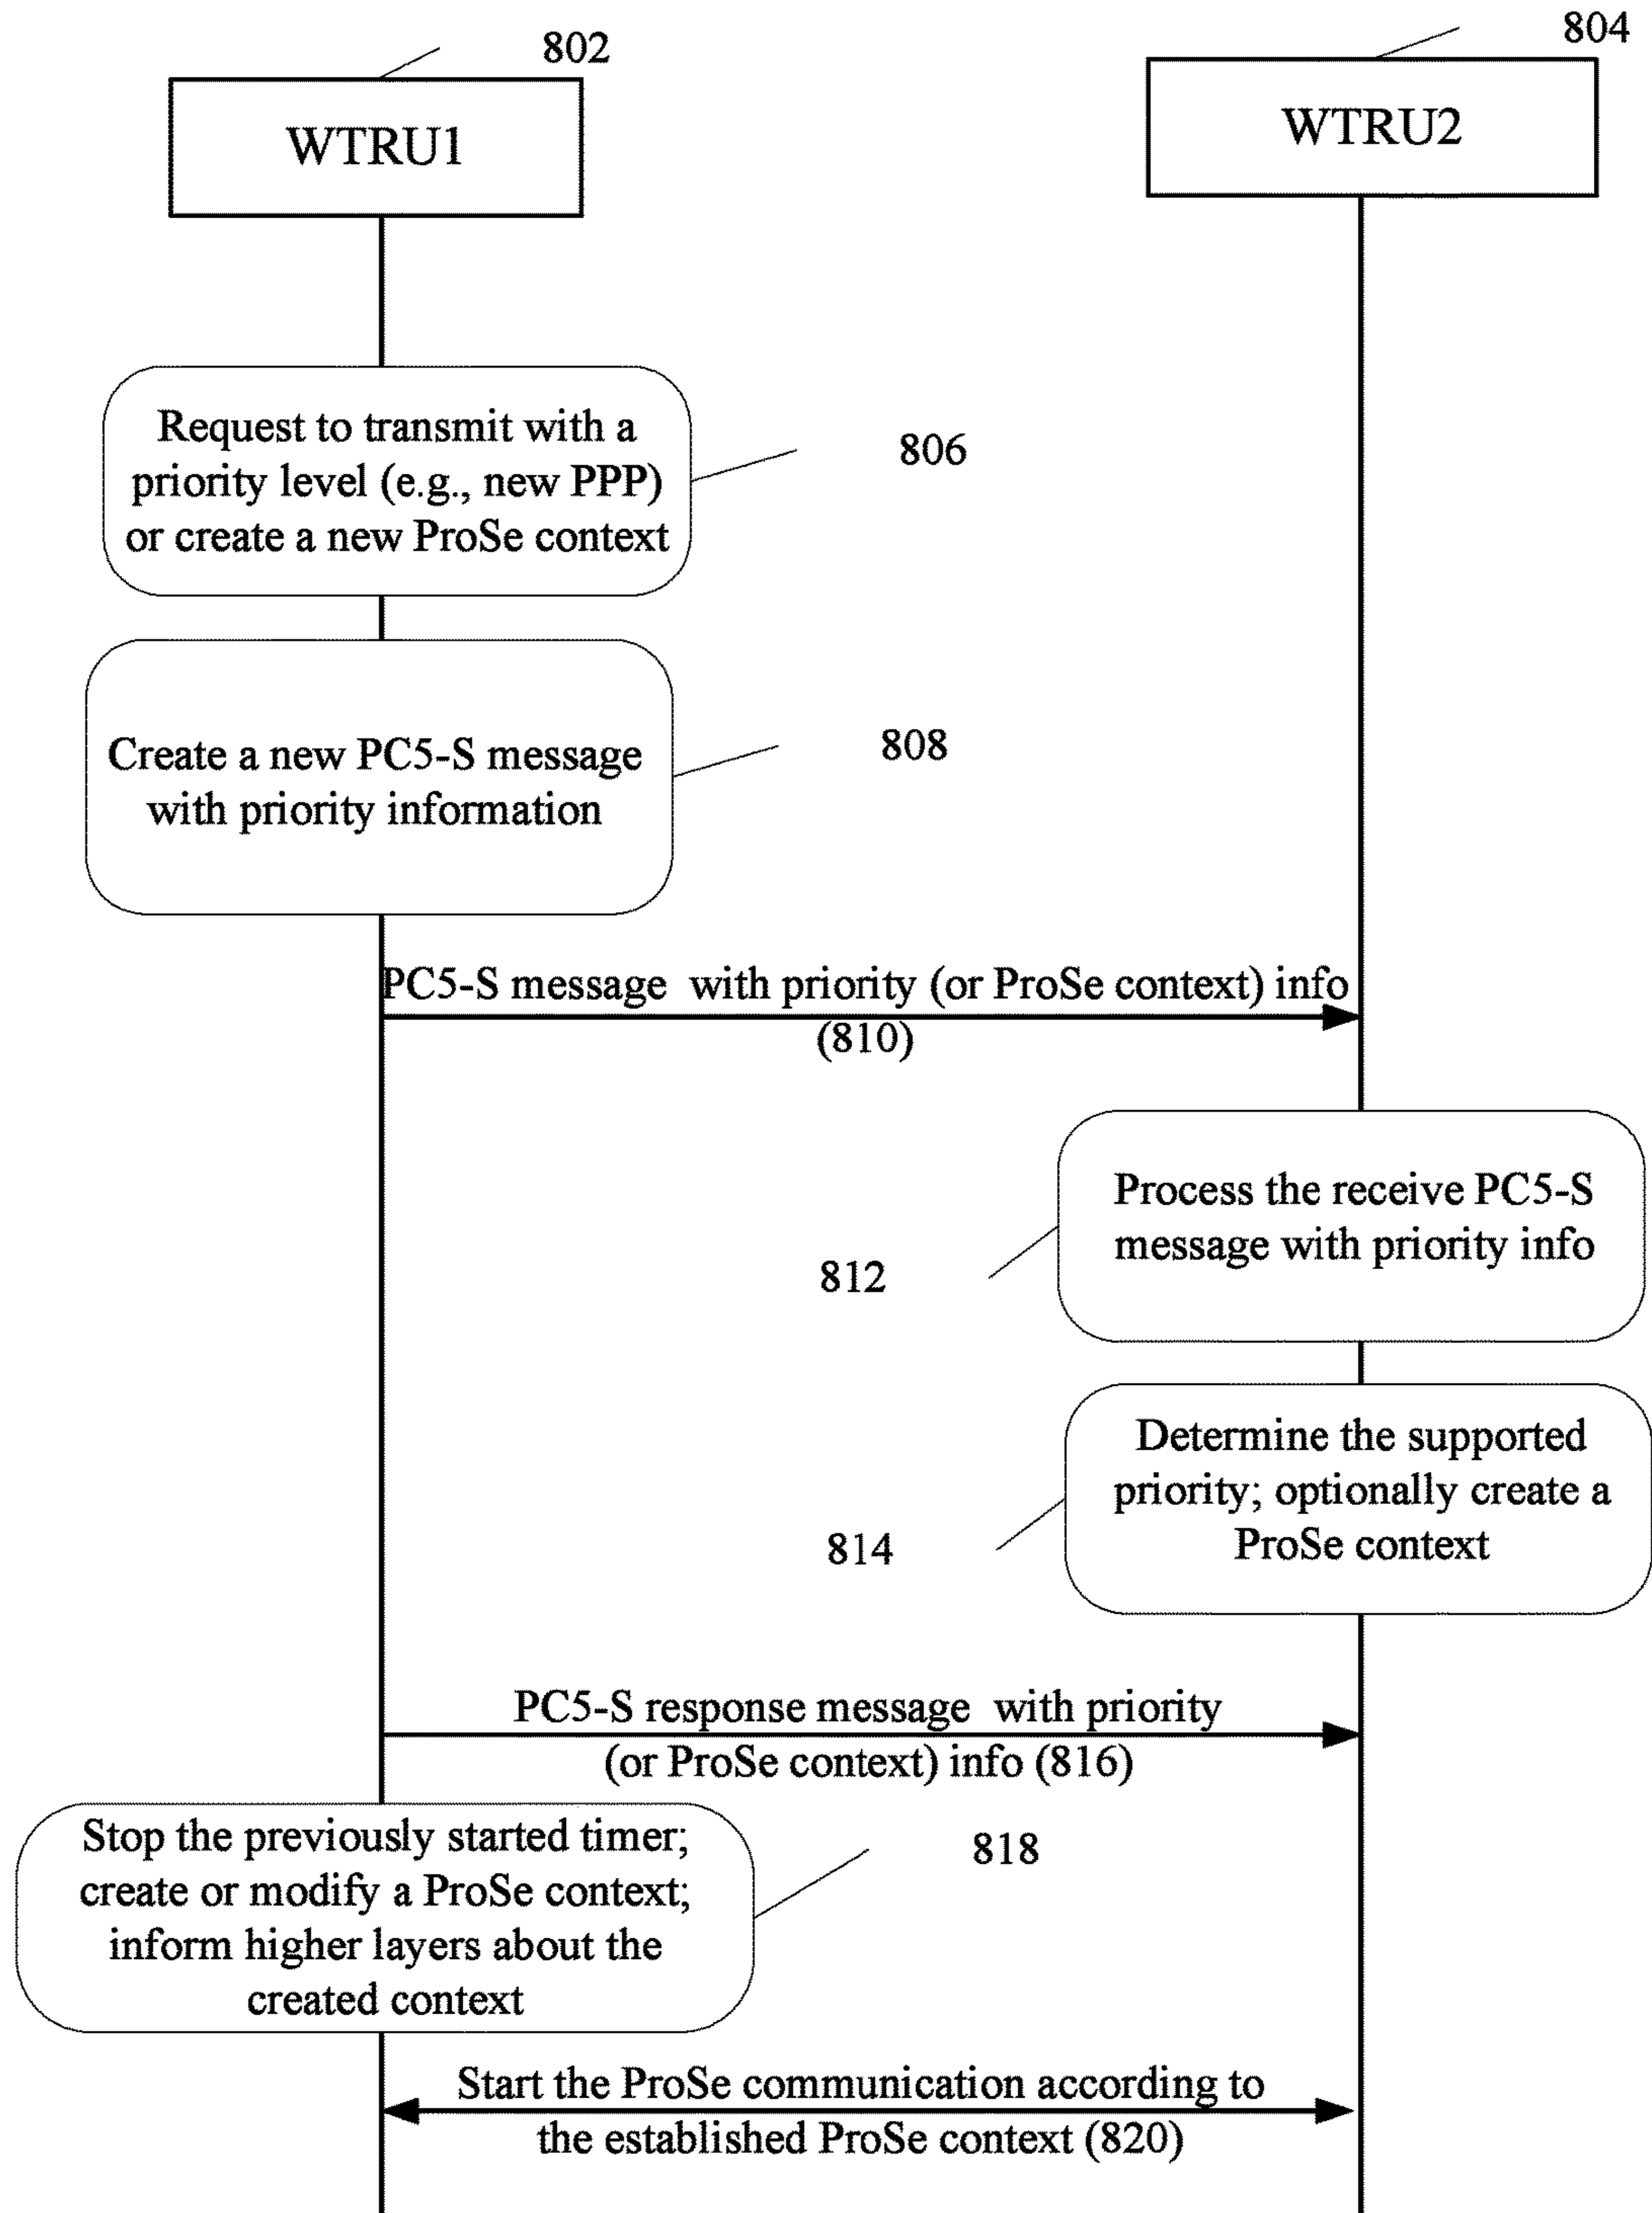 802
804
WTRU1
WTRU2
Request to transmit with a
priority level (e.g., new PPP)
or create a new ProSe context
806
Create a new PC5-S message
with priority information
808
PC5-S message with priority (or ProSe context) info
(810)
Process the receive PC5-S
message with priority info
812
Determine the supported
priority; optionally create a
ProSe context
814
PC5-S response message with priority
(or ProSe context) info (816)
Stop the previously started timer;
create or modify a ProSe context;
inform higher layers about the
created context
818
Start the ProSe communication according to
the established ProSe context (820)